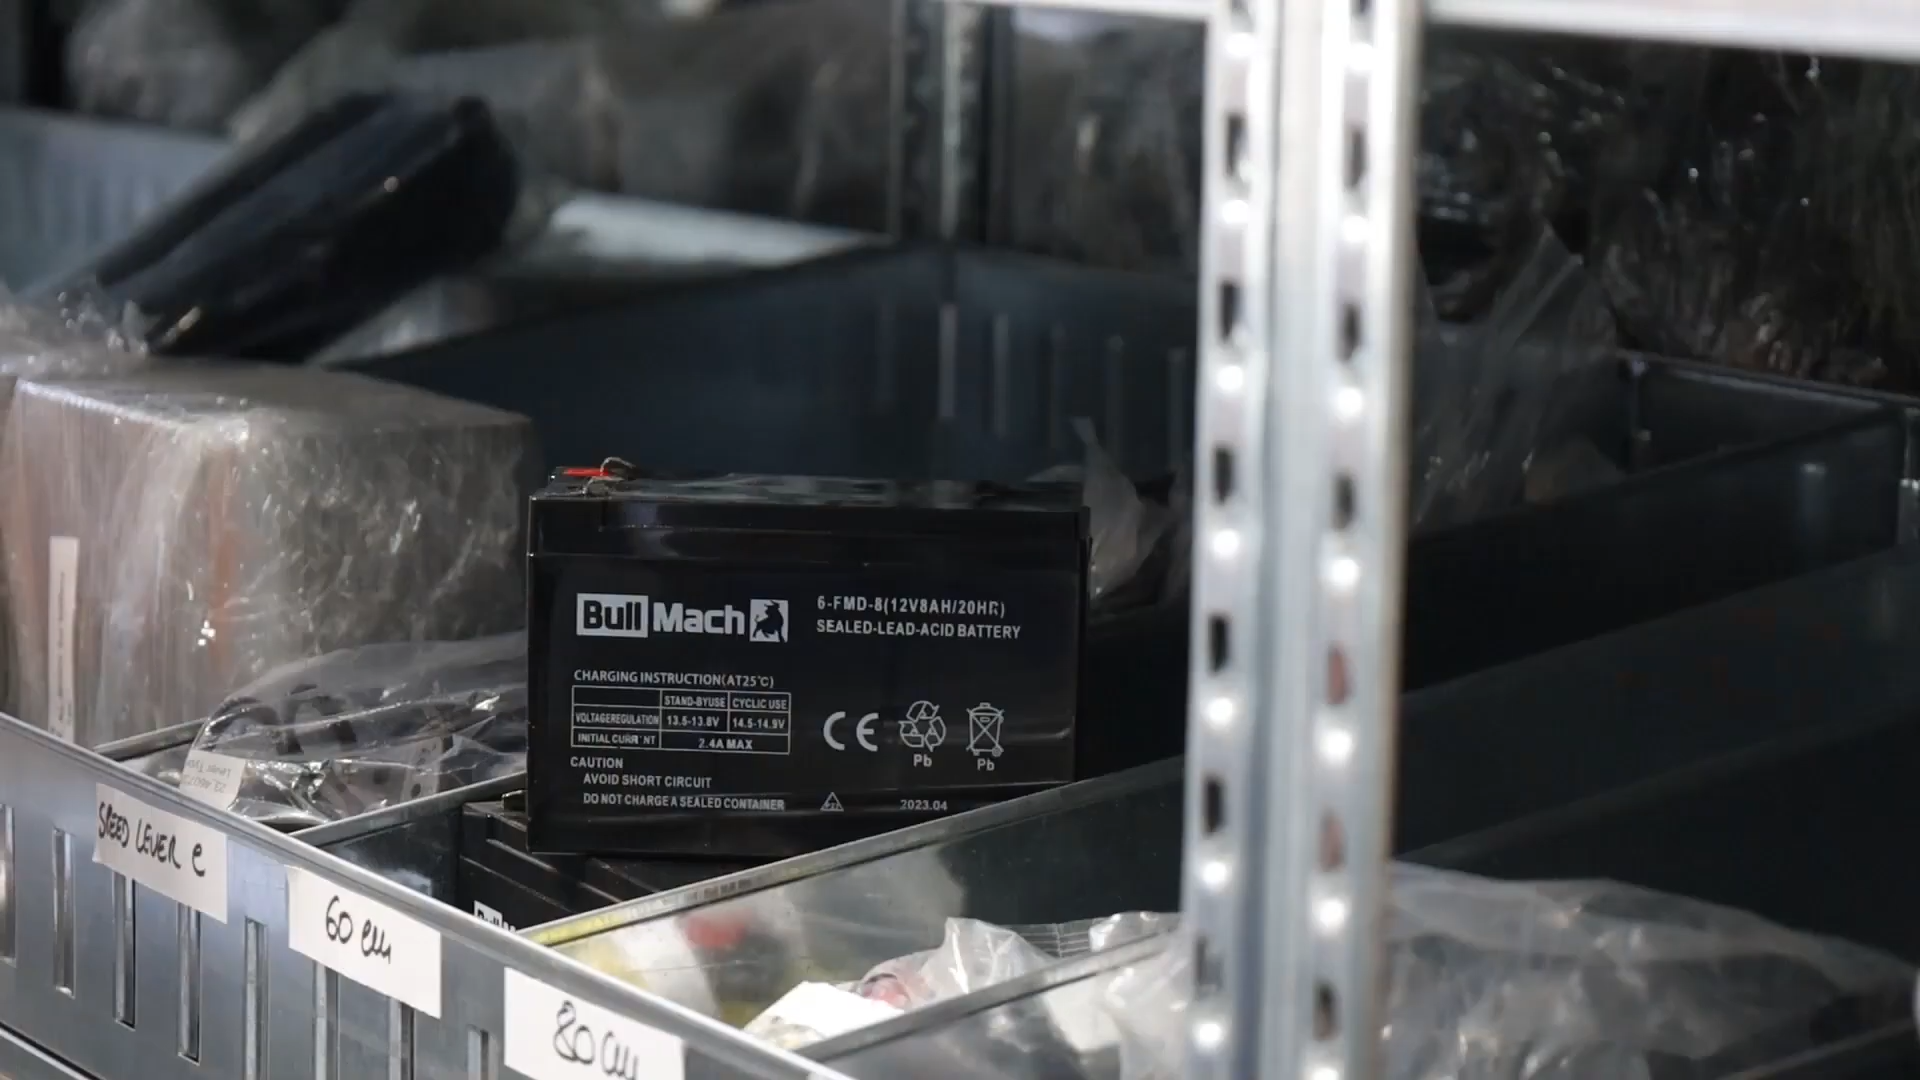 Bull Mach
6-FMD-8(12V8AH/20HR)
SEALED-LEAD-ACID BATTERY
CHARGING INSTRUCTION(AT25℃)
STAND-BYUSE CYCLIC USE
VOLTAGEREGULATION 13.5-13.8V 14.5-14.9V
INITIAL CURR NT 2.4A MAX
CE
Pb
Pb
CAUTION
AVOID SHORT CIRCUIT
DO NOT CHARGE A SEALED CONTAINER
2023.04
SPEED LEVER e
60 cm
80 cm